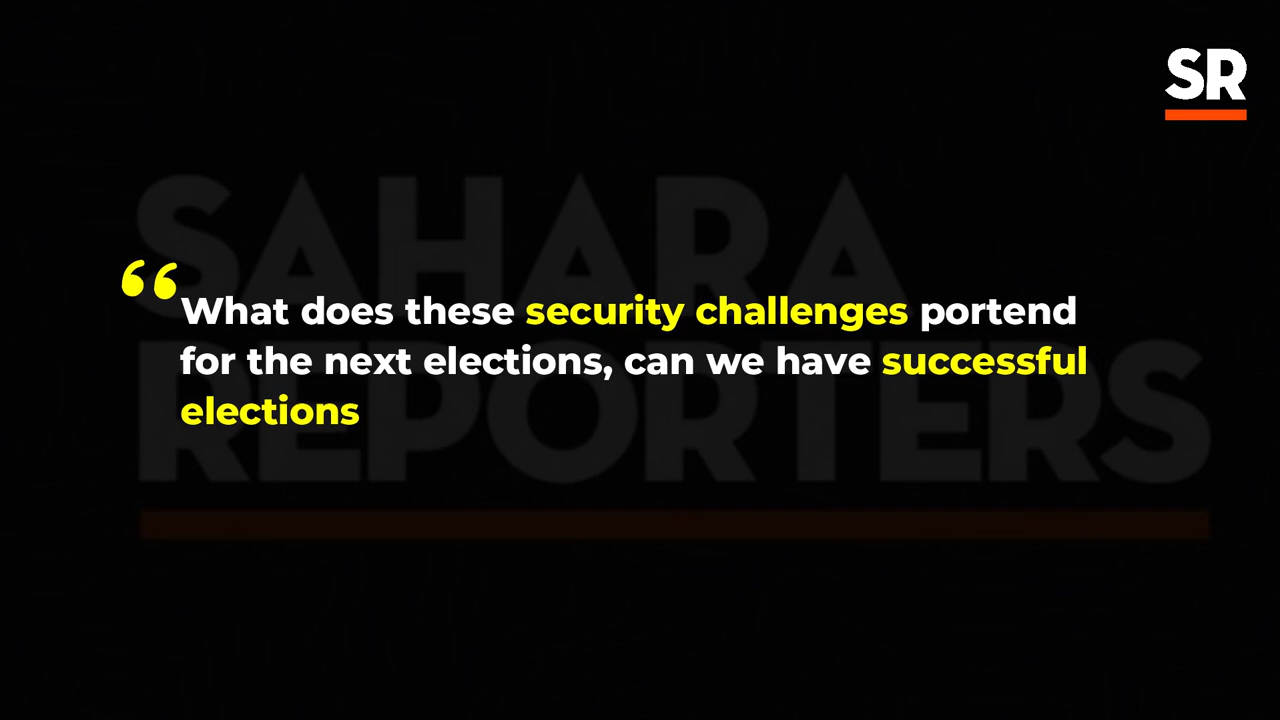 SR
SAHARA
REPORTERS
“What does these security challenges portend
for the next elections, can we have successful
elections